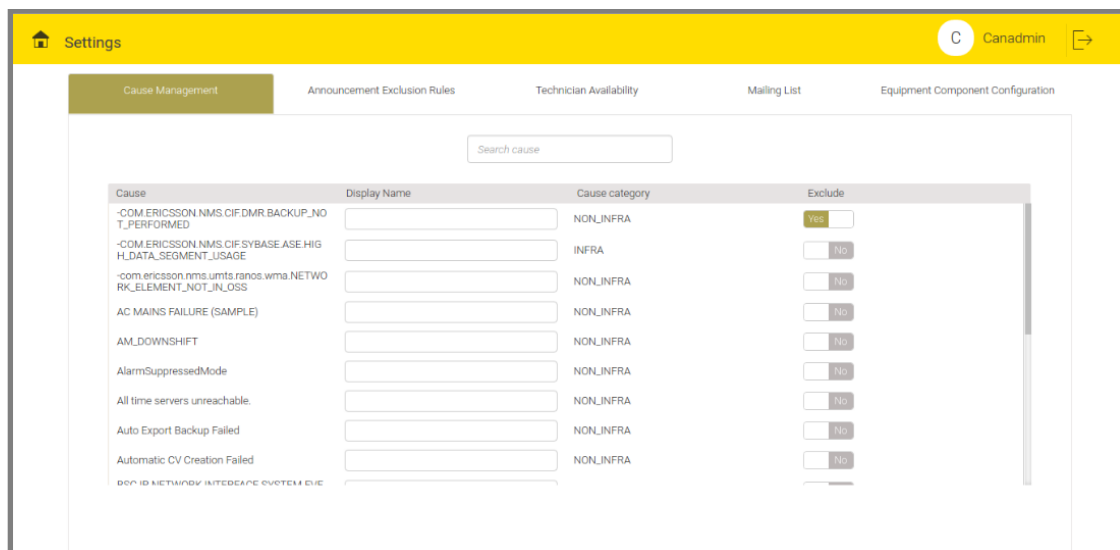 Settings
C
Canadmin
Cause Management
Announcement Exclusion Rules
Technician Availability
Mailing List
Equipment Component Configuration
Search cause
Cause Display Name Cause category Exclude
-COM.ERICSSON.NMS.CIF.DMR.BACKUP_NO
T_PERFORMED
NON_INFRA
Yes
-COM.ERICSSON.NMS.CIF.SYBASE.ASE.HIG
H_DATA_SEGMENT_USAGE
INFRA
No
-com.ericsson.nms.umts.ranos.wma.NETWO
RK_ELEMENT_NOT_IN_OSS
NON_INFRA
No
AC MAINS FAILURE (SAMPLE) NON_INFRA No
AM_DOWNSHIFT NON_INFRA No
AlarmSuppressedMode NON_INFRA No
All time servers unreachable. NON_INFRA No
Auto Export Backup Failed NON_INFRA No
Automatic CV Creation Failed NON_INFRA No